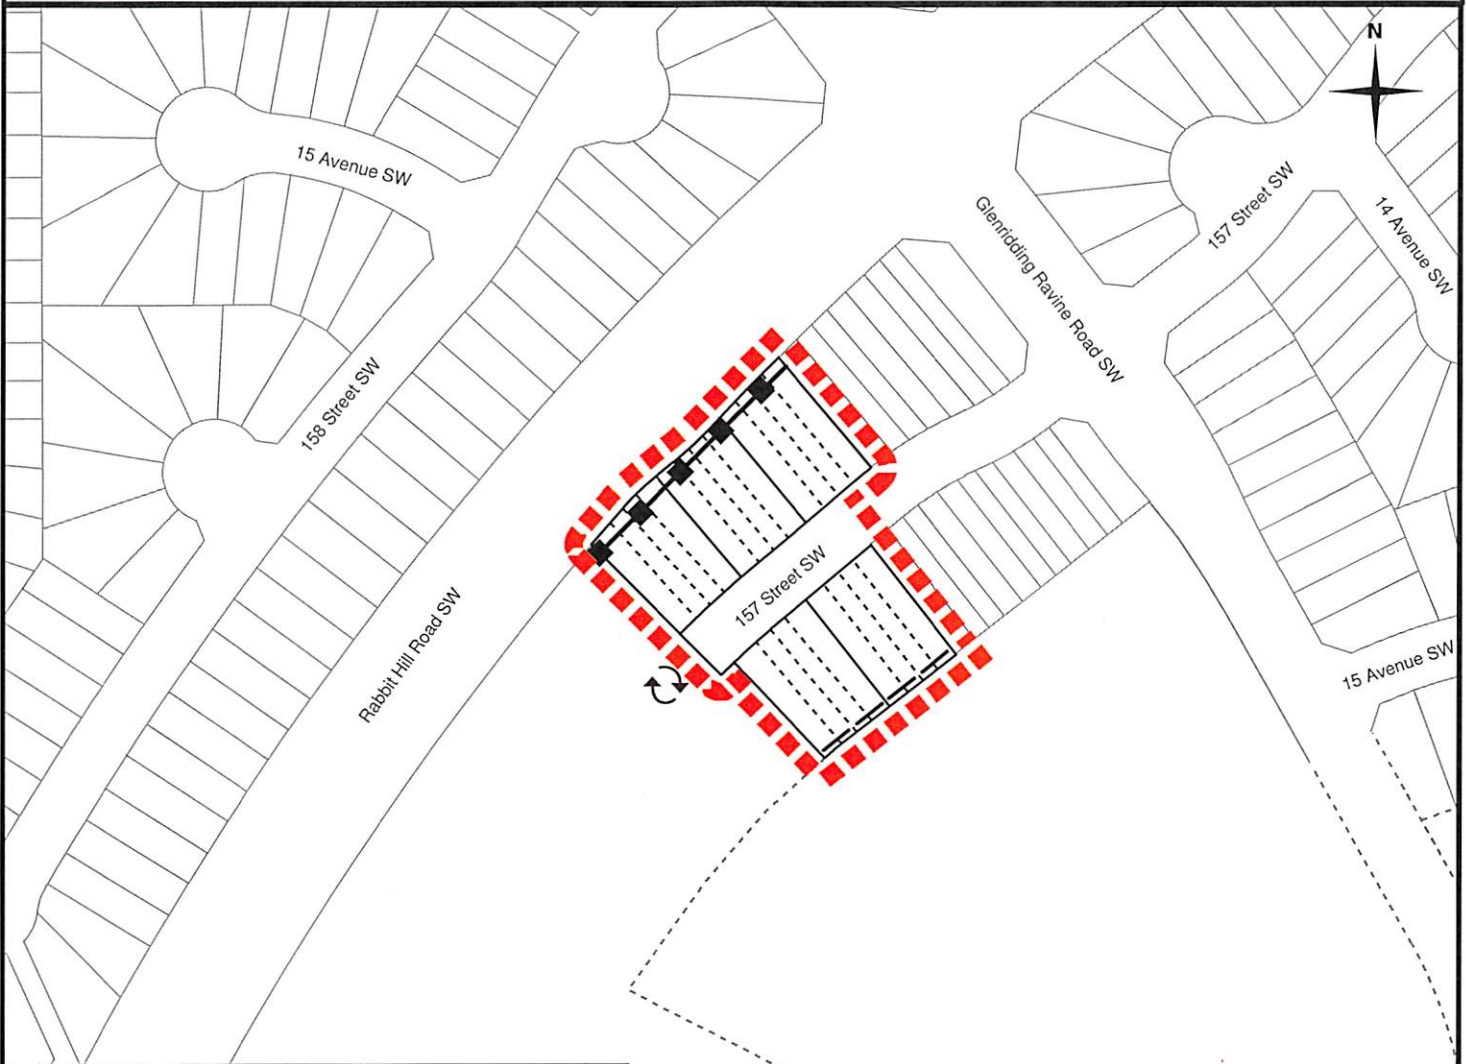 N
15 Avenue SW
157 Street SW
14 Avenue SW
Glenridding Ravine Road SW
158 Street SW
157 Street SW
Rabbit Hill Road SW
15 Avenue SW